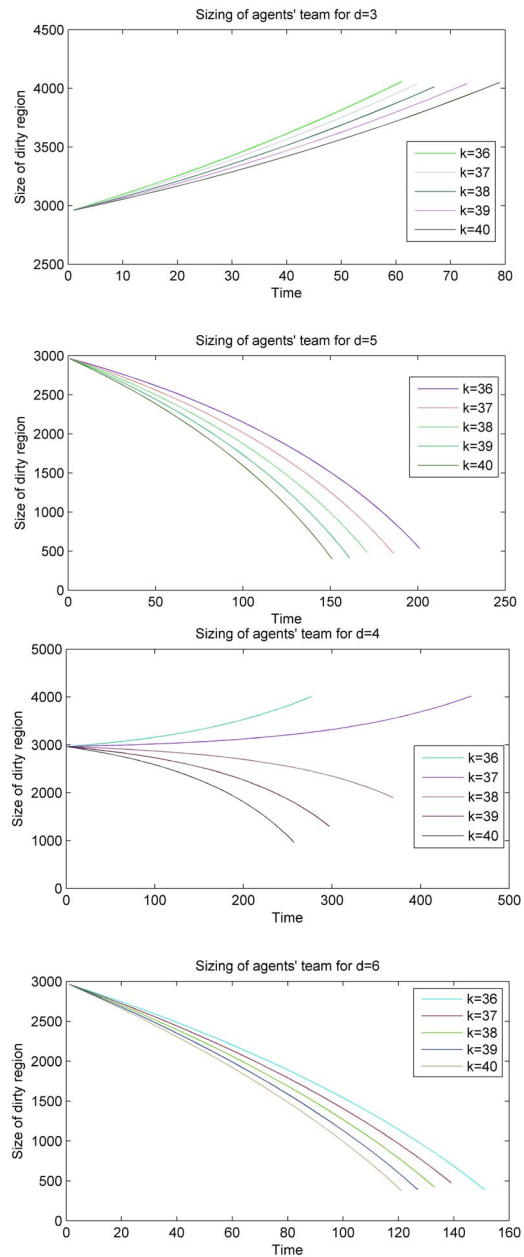 Sizing of agents' team for d=3
4500
4000
3500
3000
2500
Size of dirty region
k=36
k=37
k=38
k=39
k=40
0 10 20 30 40 50 60 70 80
Time
Sizing of agents' team for d=5
3000
2500
2000
1500
1000
500
0
Size of dirty region
k=36
k=37
k=38
k=39
k=40
0 50 100 150 200 250
Time
Sizing of agents' team for d=4
5000
4000
3000
2000
1000
0
Size of dirty region
k=36
k=37
k=38
k=39
k=40
0 100 200 300 400 500
Time
Sizing of agents' team for d=6
3000
2500
2000
1500
1000
500
0
Size of dirty region
k=36
k=37
k=38
k=39
k=40
0 20 40 60 80 100 120 140 160
Time